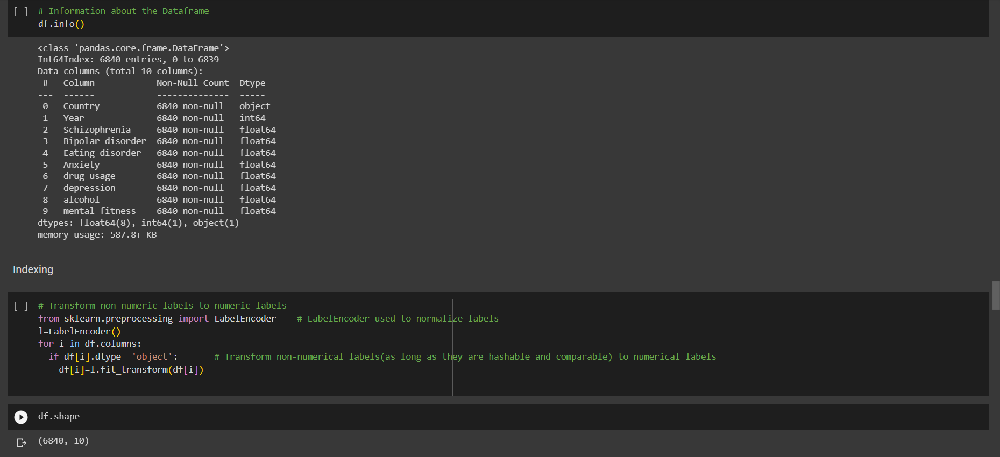 [ ] # Information about the Dataframe
df.info()
<class 'pandas.core.frame.DataFrame'>
Int64Index: 6840 entries, 0 to 6839
Data columns (total 10 columns):
 #   Column           Non-Null Count  Dtype
---  ------           --------------  -----
 0   Country          6840 non-null   object
 1   Year             6840 non-null   int64
 2   Schizophrenia    6840 non-null   float64
 3   Bipolar_disorder 6840 non-null   float64
 4   Eating_disorder  6840 non-null   float64
 5   Anxiety          6840 non-null   float64
 6   drug_usage       6840 non-null   float64
 7   depression       6840 non-null   float64
 8   alcohol          6840 non-null   float64
 9   mental_fitness   6840 non-null   float64
dtypes: float64(8), int64(1), object(1)
memory usage: 587.8+ KB
Indexing
[ ] # Transform non-numeric labels to numeric labels
from sklearn.preprocessing import LabelEncoder    # LabelEncoder used to normalize labels
l=LabelEncoder()
for i in df.columns:
  if df[i].dtype=='object':       # Transform non-numerical labels(as long as they are hashable and comparable) to numerical labels
    df[i]=l.fit_transform(df[i])
df.shape
(6840, 10)